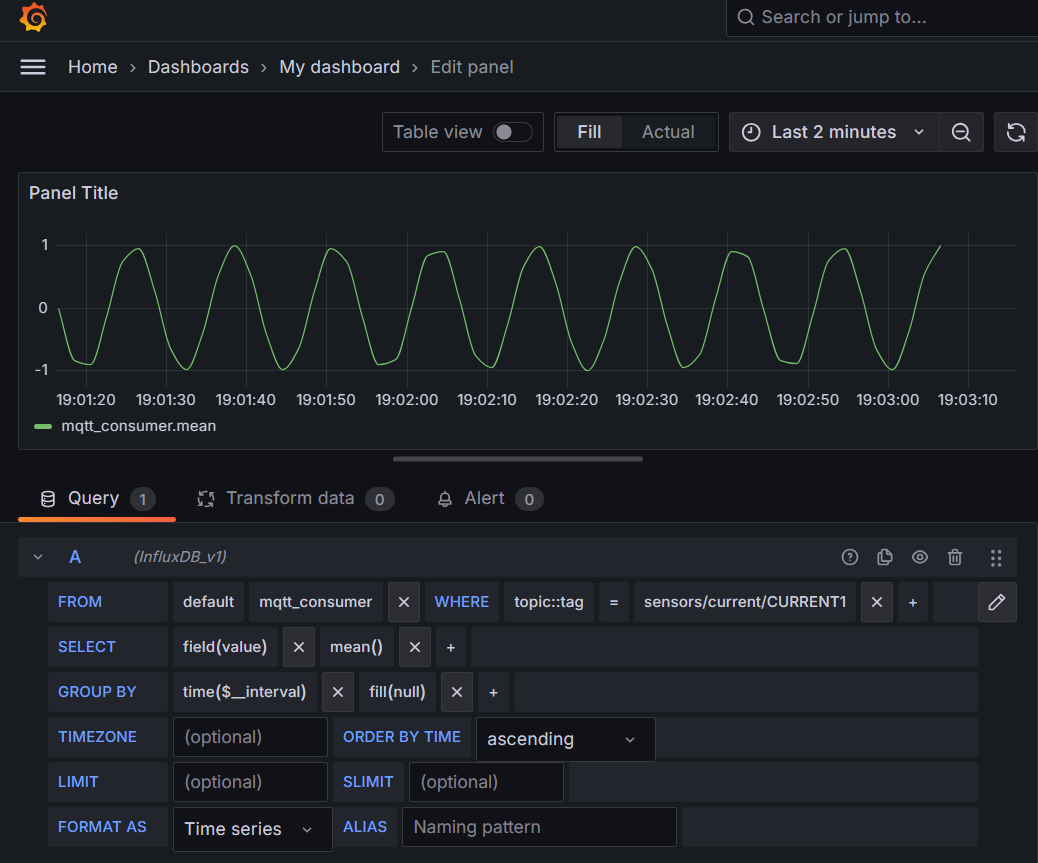 Search or jump to...
Home › Dashboards › My dashboard › Edit panel
Table view Fill Actual Last 2 minutes
Panel Title
1
0
-1
19:01:20 19:01:30 19:01:40 19:01:50 19:02:00 19:02:10 19:02:20 19:02:30 19:02:40 19:02:50 19:03:00 19:03:10
mqtt_consumer.mean
Query 1 Transform data 0 Alert 0
A (InfluxDB_v1)
FROM default mqtt_consumer WHERE topic::tag = sensors/current/CURRENT1 +
SELECT field(value) mean() +
GROUP BY time($__interval) fill(null) +
TIMEZONE (optional) ORDER BY TIME ascending
LIMIT (optional) SLIMIT (optional)
FORMAT AS Time series ALIAS Naming pattern